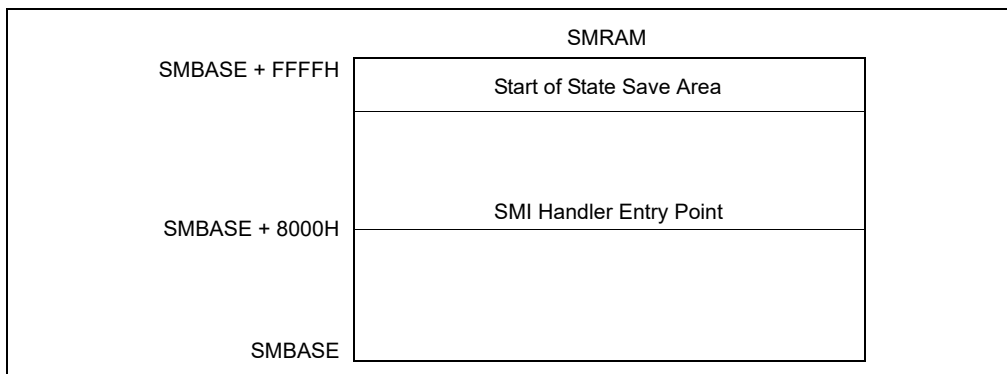 SMRAM
SMBASE + FFFFH
Start of State Save Area
SMI Handler Entry Point
SMBASE + 8000H
SMBASE